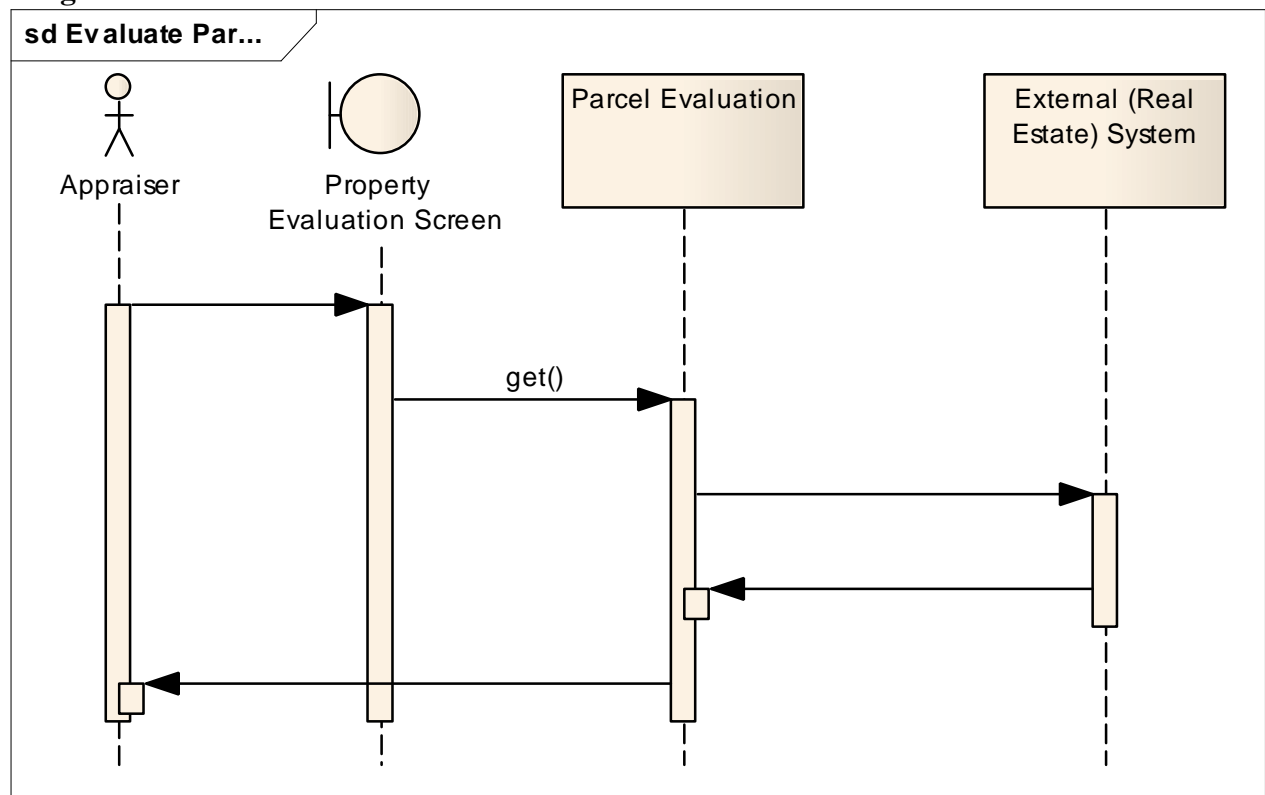 sd Evaluate Par...
Appraiser
Property
Evaluation Screen
Parcel Evaluation
External (Real
Estate) System
get()